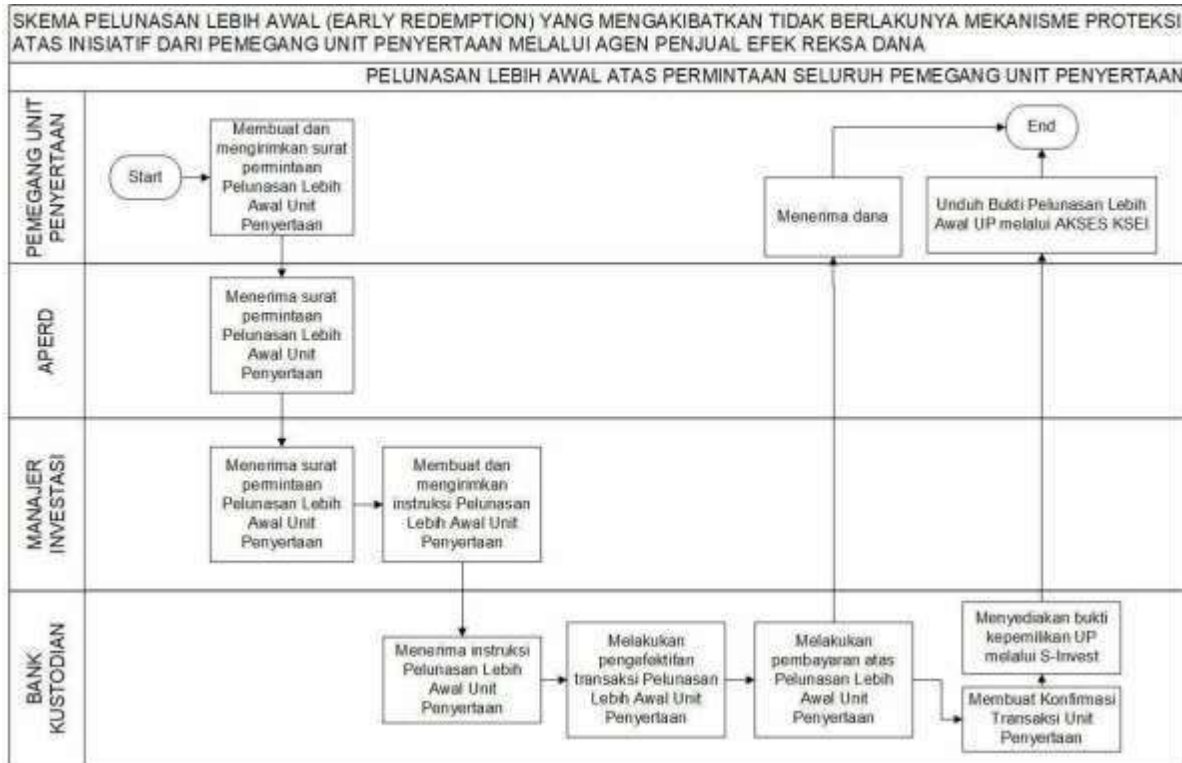 SKEMA PELUNASAN LEBIH AWAL (EARLY REDEMPTION) YANG MENGAKIBATKAN TIDAK BERLAKUNYA MEKANISME PROTEKSI
ATAS INISIATIF DARI PEMEGANG UNIT PENYERTAAN MELALUI AGEN PENJUAL EFEK REKSA DANA
PELUNASAN LEBIH AWAL ATAS PERMINTAAN SELURUH PEMEGANG UNIT PENYERTAAN
PEMEGANG UNIT
PENYERTAAN
Start
Membuat dan
mengirimkan surat
permintaan
Pelunasan Lebih
Awal Unit
Penyertaan
Menerima dana
End
Unduh Bukti Pelunasan Lebih
Awal UP melalui AKSES KSEI
APERD
Menerima surat
permintaan
Pelunasan Lebih
Awal Unit
Penyertaan
MANAJER
INVESTASI
Menerima surat
permintaan
Pelunasan Lebih
Awal Unit
Penyertaan
Membuat dan
mengirimkan
instruksi Pelunasan
Lebih Awal Unit
Penyertaan
BANK
KUSTODIAN
Menerima instruksi
Pelunasan Lebih
Awal Unit
Penyertaan
Melakukan
pengefektifan
transaksi Pelunasan
Lebih Awal Unit
Penyertaan
Melakukan
pembayaran atas
Pelunasan Lebih
Awal Unit
Penyertaan
Menyediakan bukti
kepemilikan UP
melalui S-Invest
Membuat Konfirmasi
Transaksi Unit
Penyertaan